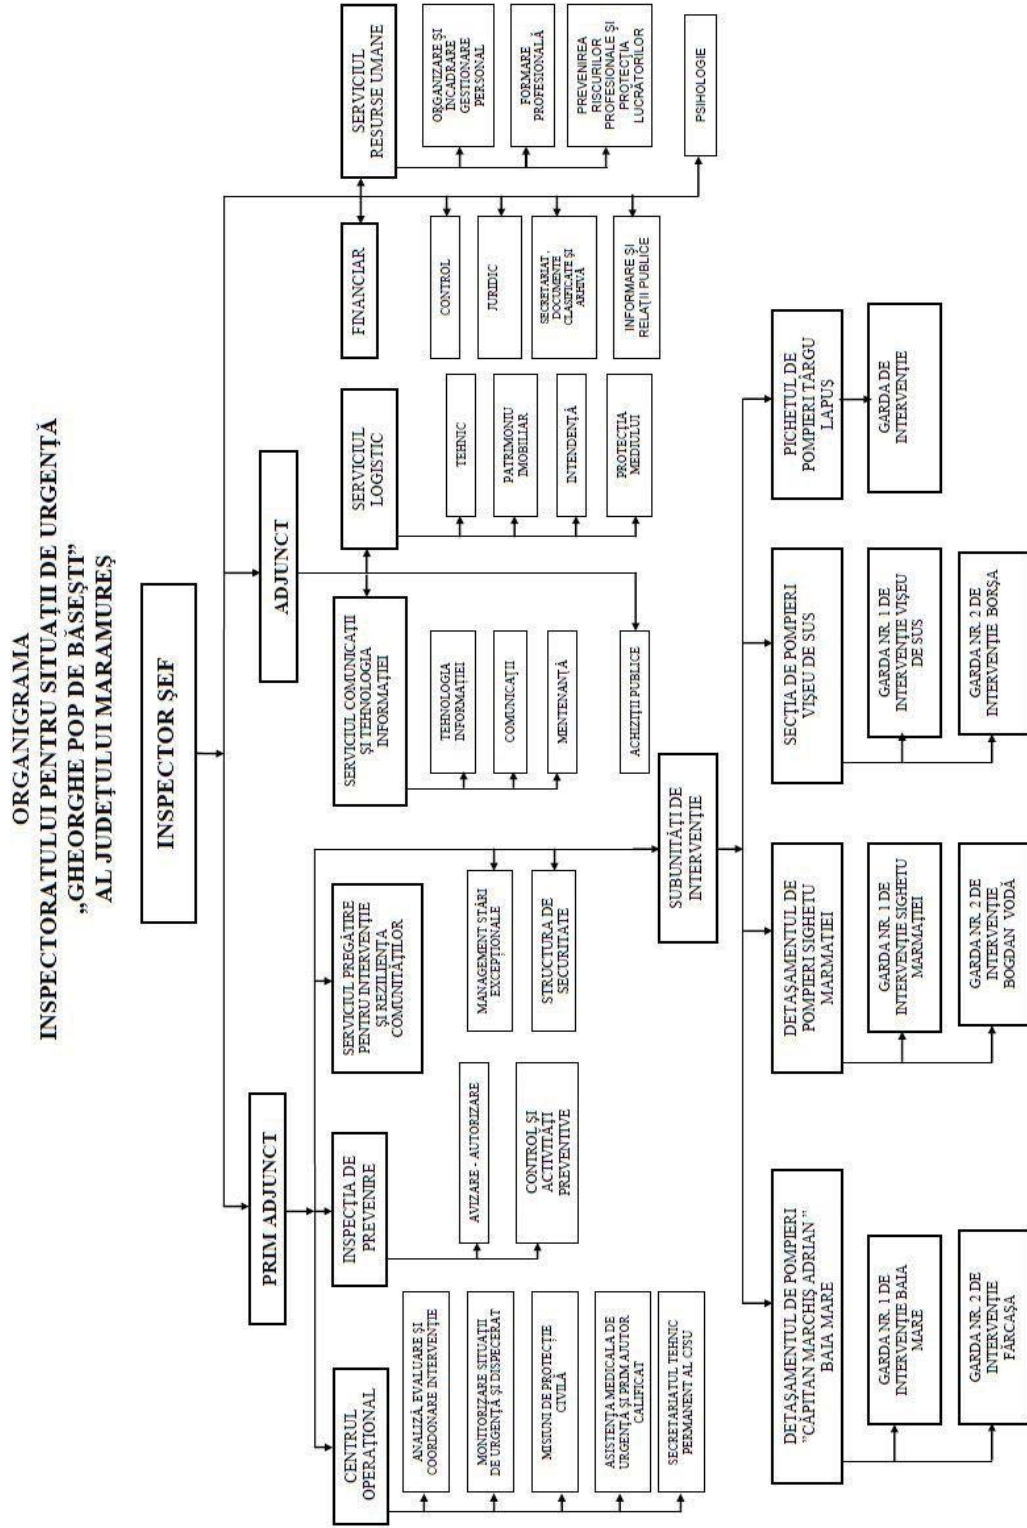 ORGANIGRAMA
INSPECTORATULUI PENTRU SITUAȚII DE URGENȚĂ
„GHEORGHE POP DE BĂSEȘTI”
AL JUDEȚULUI MARAMUREȘ
INSPECTOR ȘEF
PRIM ADJUNCT
ADJUNCT
CENTRUL
OPERAȚIONAL
ANALIZĂ, EVALUARE ȘI
COORDONARE INTERVENȚIE
MONITORIZARE SITUAȚII
DE URGENȚĂ ȘI DISPECERAT
MISIUNI DE PROTECȚIE
CIVILĂ
ASISTENȚA MEDICALA DE
URGENȚĂ ȘI PRIM AJUTOR
CALIFICAT
SECRETARIATUL TEHNIC
PERMANENT AL CJSU
INSPECȚIA DE
PREVENIRE
AVIZARE - AUTORIZARE
CONTROL ȘI
ACTIVITĂȚI
PREVENTIVE
SERVICIUL PREGĂTIRE
PENTRU INTERVENȚIE
ȘI REZILIENȚA
COMUNITĂȚILOR
MANAGEMENT STĂRI
EXCEPȚIONALE
STRUCTURA DE
SECURITATE
SERVICIUL COMUNICAȚII
ȘI TEHNOLOGIA
INFORMAȚIEI
TEHNOLOGIA
INFORMAȚIEI
COMUNICAȚII
MENTENANȚĂ
ACHIZIȚII PUBLICE
SERVICIUL
LOGISTIC
TEHNIC
PATRIMONIU
IMOBILIAR
INTENDENȚĂ
PROTECȚIA
MEDIULUI
FINANCIAR
CONTROL
JURIDIC
SECRETARIAT ,
DOCUMENTE
CLASIFICATE ȘI
ARHIVĂ
INFORMARE ȘI
RELAȚII PUBLICE
SERVICIUL
RESURSE UMANE
ORGANIZARE ȘI
ÎNCADRARE
GESTIONARE
PERSONAL
FORMARE
PROFESIONALĂ
PREVENIREA
RISCURILOR
PROFESIONALE ȘI
PROTECȚIA
LUCRĂTORILOR
PSIHOLOGIE
SUBUNITĂȚI DE
INTERVENȚIE
DETAȘAMENTUL DE POMPIERI
”CĂPITAN MARCHIȘ ADRIAN ”
BAIA MARE
GARDA NR. 1 DE
INTERVENȚIE BAIA
MARE
GARDA NR. 2 DE
INTERVENȚIE
FĂRCAȘA
DETAȘAMENTUL DE
POMPIERI SIGHETU
MARMATIEI
GARDA NR. 1 DE
INTERVENȚIE SIGHETU
MARMAȚIEI
GARDA NR. 2 DE
INTERVENȚIE
BOGDAN VODĂ
SECȚIA DE POMPIERI
VIȘEU DE SUS
GARDA NR. 1 DE
INTERVENȚIE VIȘEU
DE SUS
GARDA NR. 2 DE
INTERVENȚIE BORȘA
PICHETUL DE
POMPIERI TÂRGU
LAPUȘ
GARDA DE
INTERVENȚIE